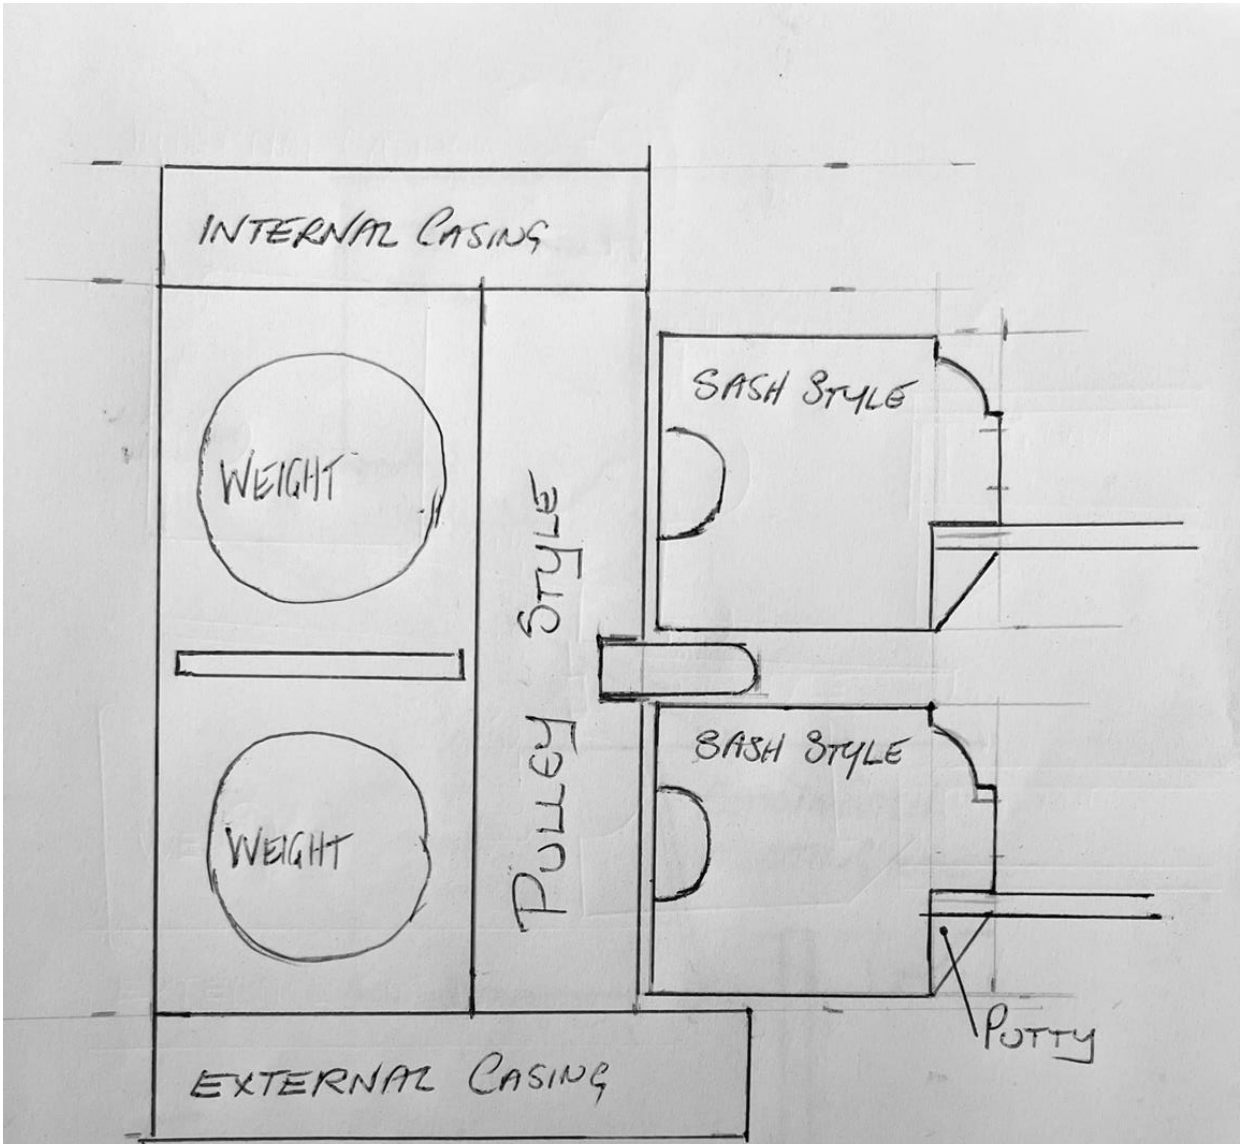 INTERNAL CASING
SASH STYLE
WEIGHT
PULLEY STYLE
SASH STYLE
WEIGHT
PUTTY
EXTERNAL CASING